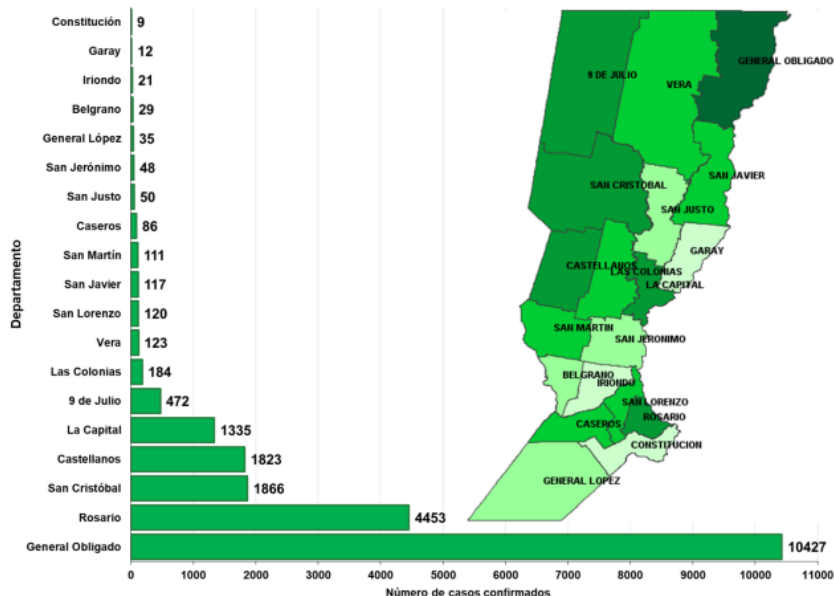 Departamento
Constitución 9
Garay 12
Iriondo 21
Belgrano 29
General López 35
San Jerónimo 48
San Justo 50
Caseros 86
San Martín 111
San Javier 117
San Lorenzo 120
Vera 123
Las Colonias 184
9 de Julio 472
La Capital 1335
Castellanos 1823
San Cristóbal 1866
Rosario 4453
General Obligado 10427
0 1000 2000 3000 4000 5000 6000 7000 8000 9000 10000 11000
Número de casos confirmados
GENERAL OBLIGADO
9 DE JULIO
VERA
SAN JAVIER
SAN CRISTOBAL
SAN JUSTO
GARAY
CASTELLANOS
LAS COLONIAS
LA CAPITAL
SAN MARTIN
SAN JERONIMO
BELGRANO
IRIONDO
SAN LORENZO
ROSARIO
CASEROS
CONSTITUCION
GENERAL LOPEZ